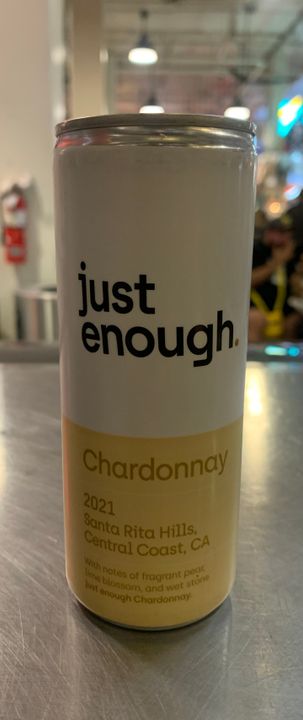 just
enough.
Chardonnay
2021
Santa Rita Hills,
Central Coast, CA
With notes of fragrant pear,
lime blossom, and wet stone.
just enough Chardonnay.